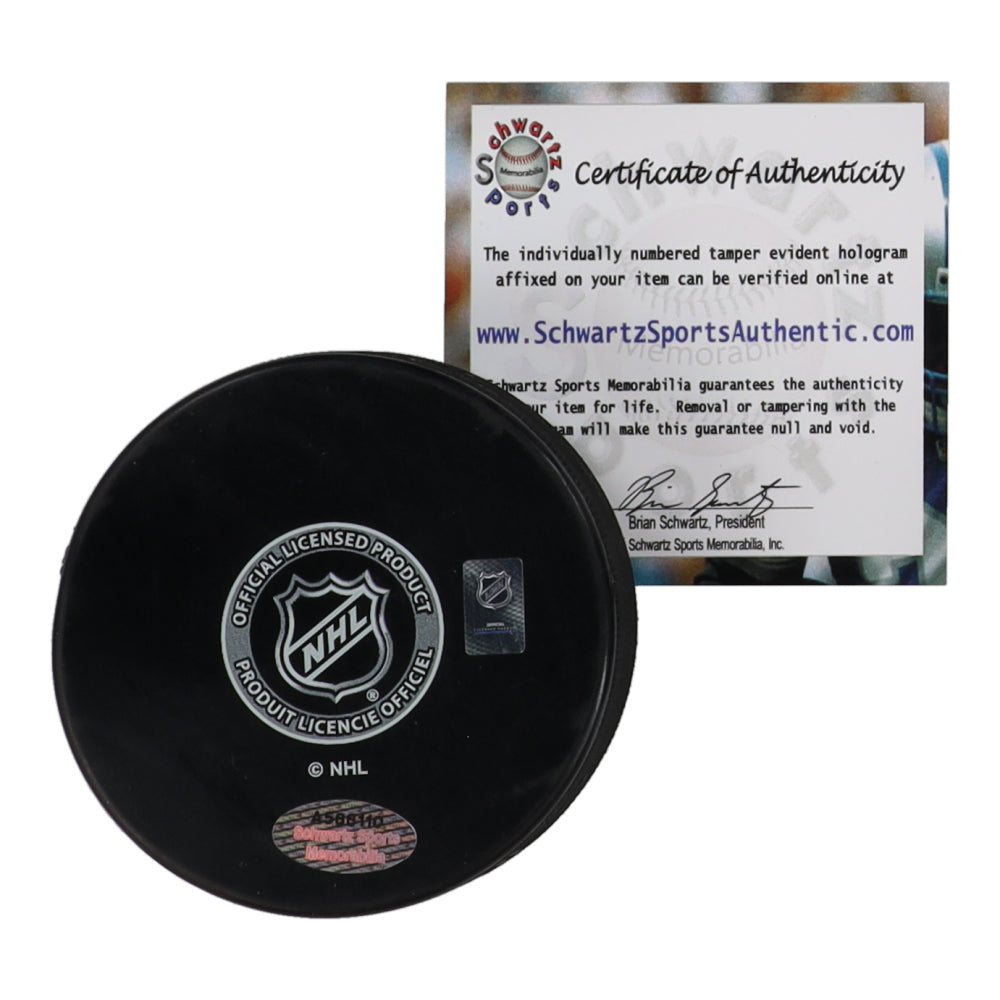 Schwartz
Sports
Memorabilia
Certificate of Authenticity
The individually numbered tamper evident hologram
affixed on your item can be verified online at
www.SchwartzSportsAuthentic.com
Schwartz Sports Memorabilia guarantees the authenticity
ur item for life. Removal or tampering with the
am will make this guarantee null and void.
Brian Schwartz, President
Schwartz Sports Memorabilia, Inc.
OFFICIAL LICENSED PRODUCT
NHL
®
PRODUIT LICENCIE OFFICIEL
© NHL
OFFICIAL
Schwartz Sports
Memorabilia